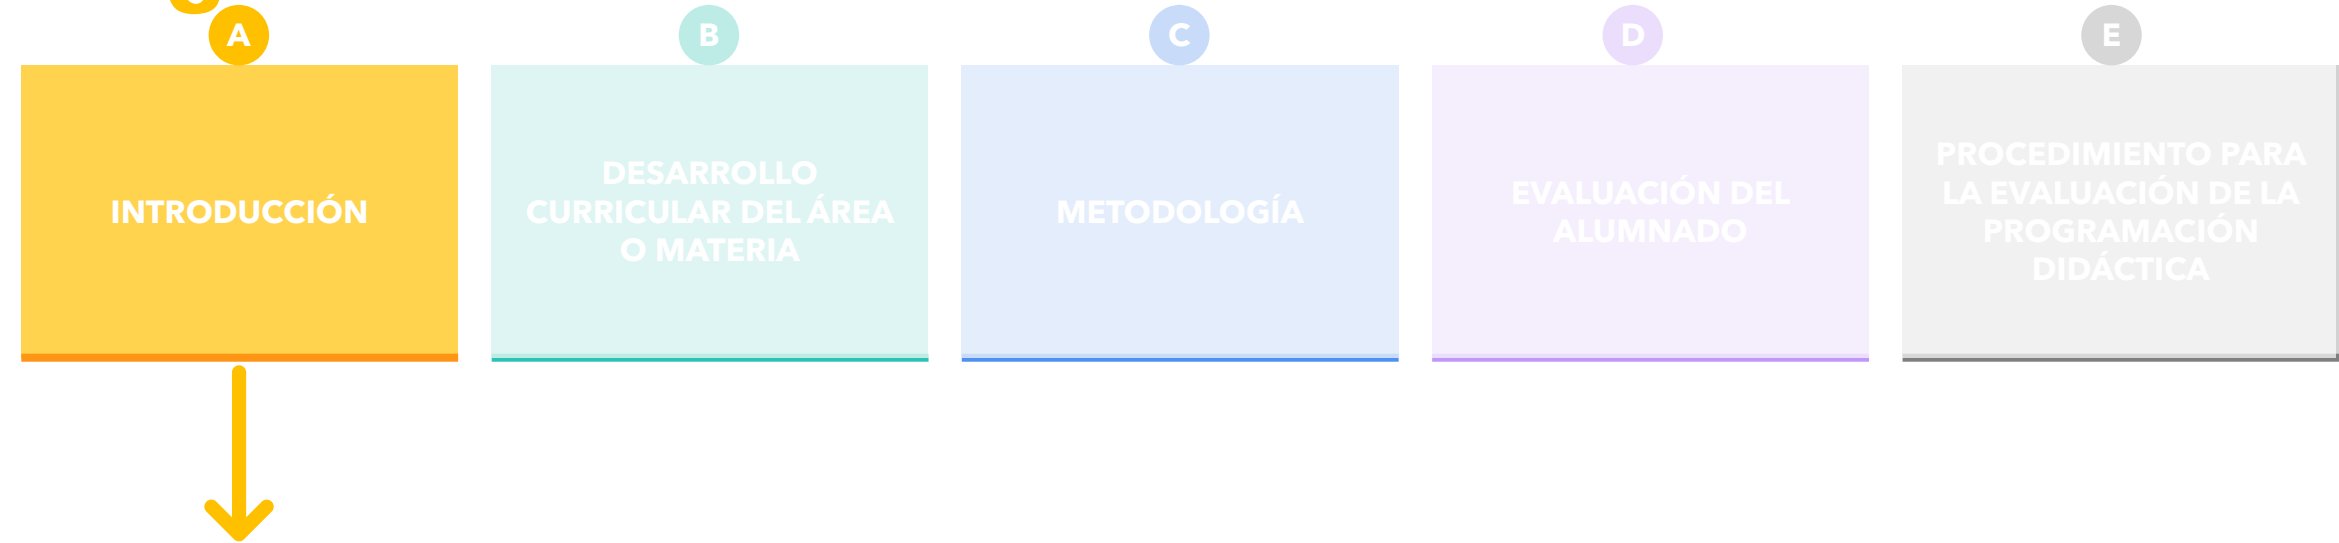 A
INTRODUCCIÓN
B
DESARROLLO
CURRICULAR DEL ÁREA
O MATERIA
C
METODOLOGÍA
D
EVALUACIÓN DEL
ALUMNADO
E
PROCEDIMIENTO PARA
LA EVALUACIÓN DE LA
PROGRAMACIÓN
DIDÁCTICA